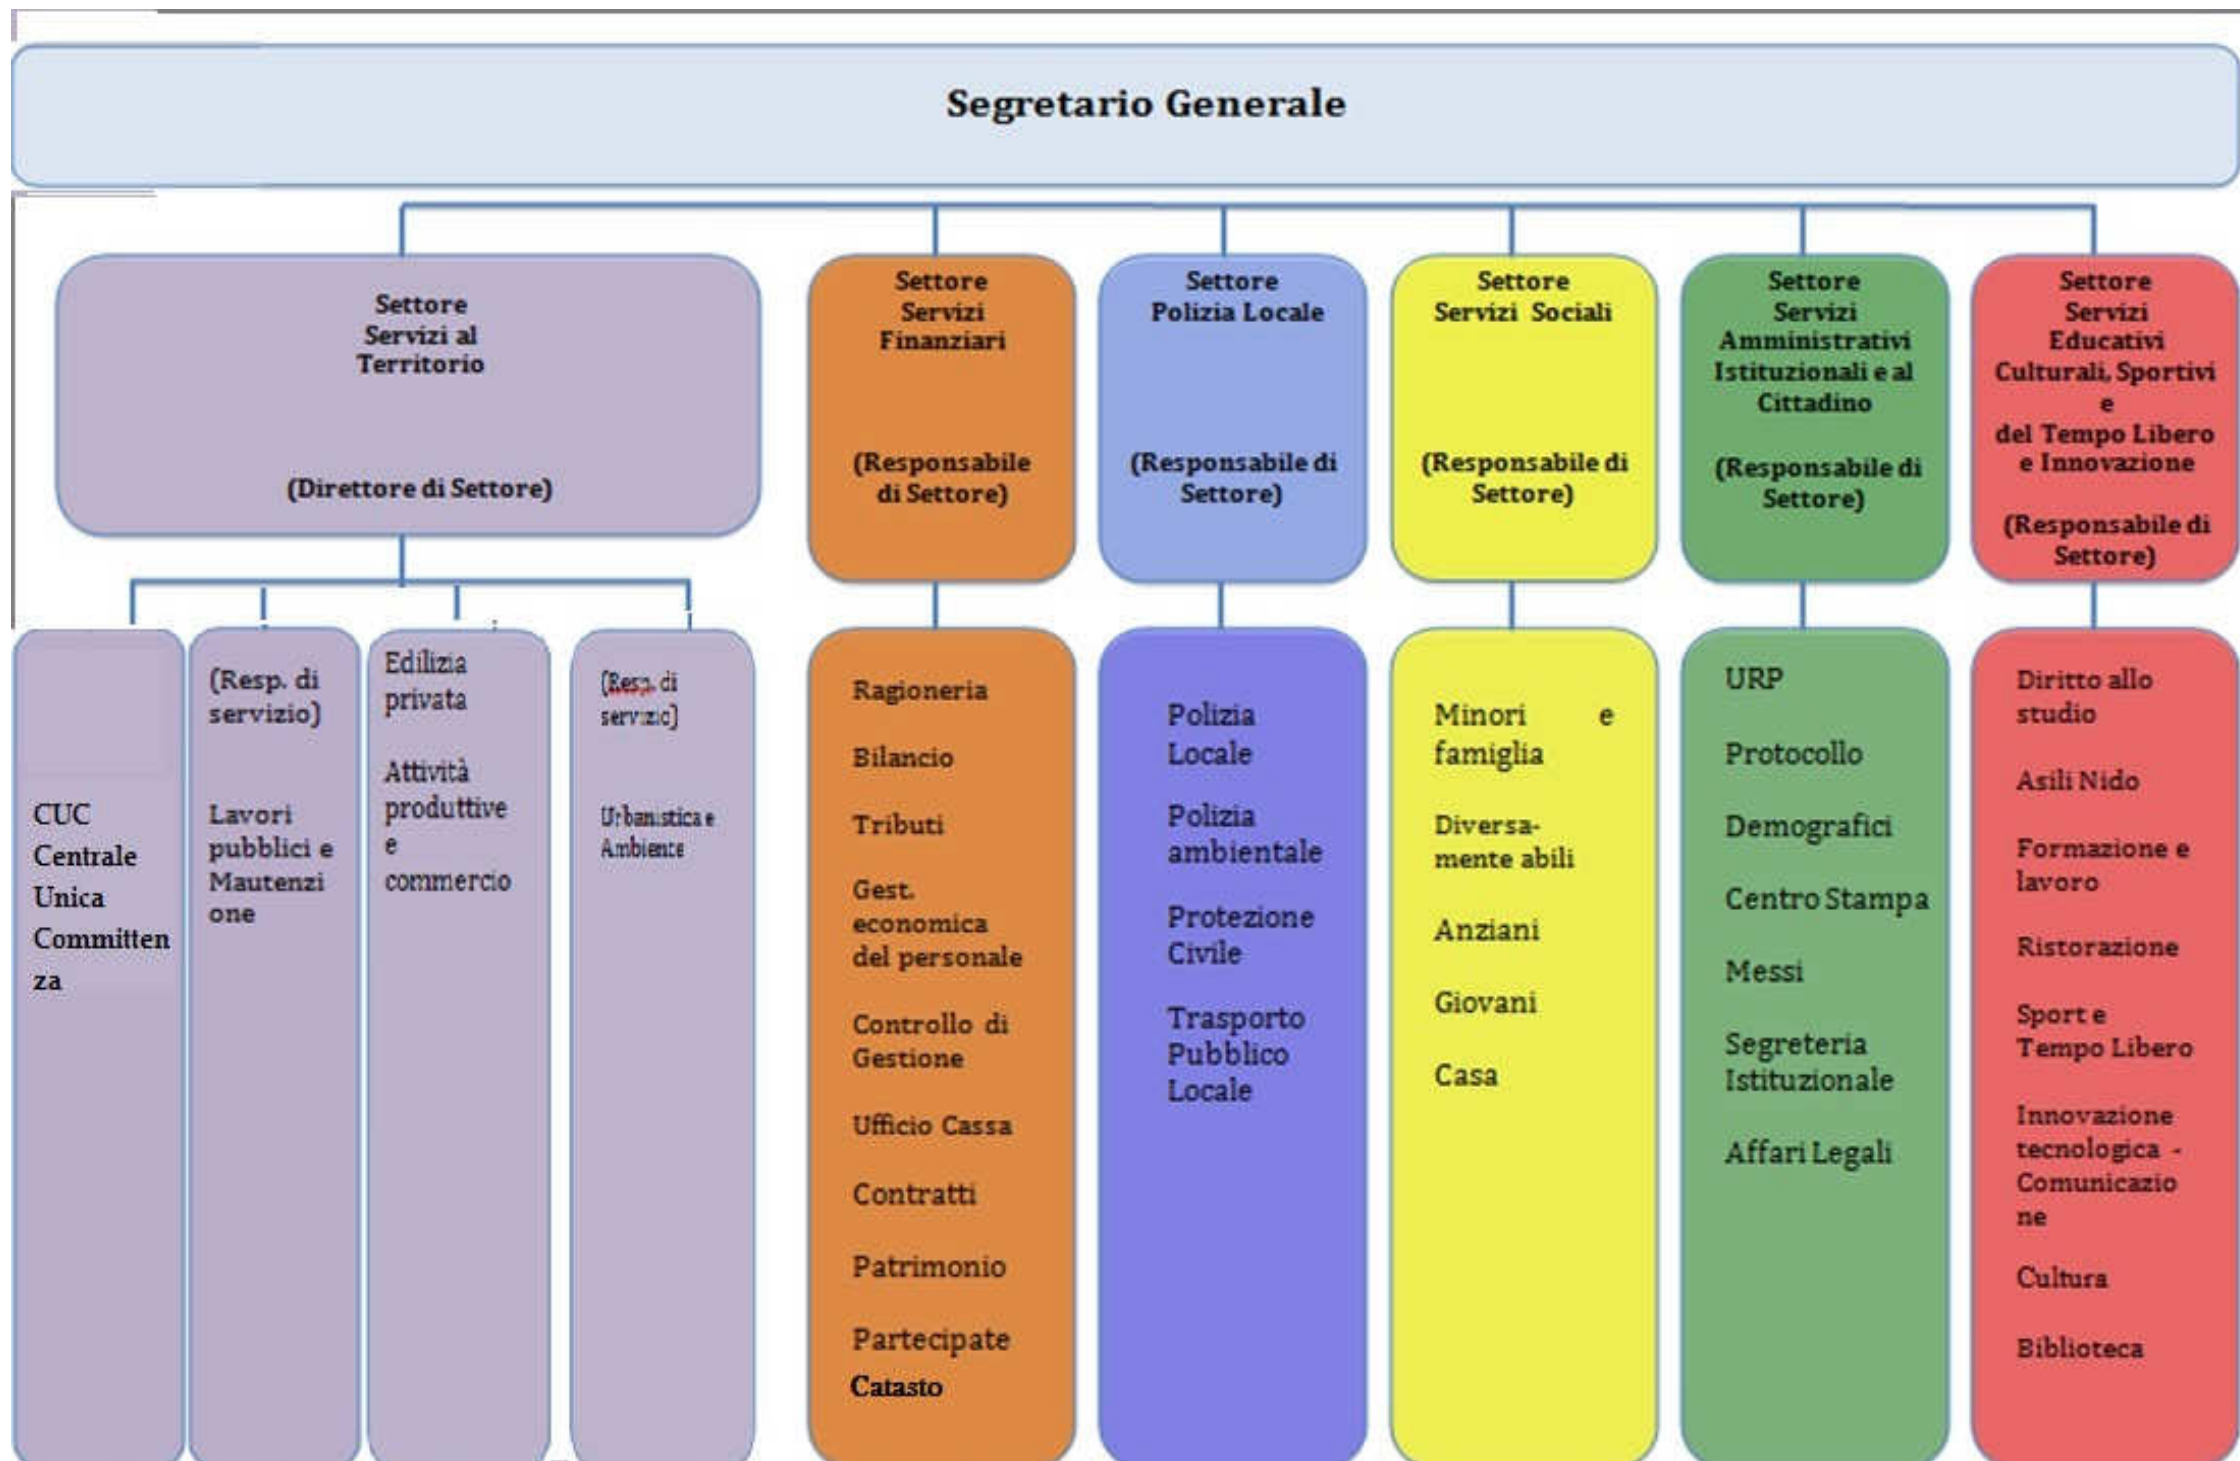 Segretario Generale
Settore
Servizi al
Territorio
(Direttore di Settore)
Settore
Servizi
Finanziari
(Responsabile
di Settore)
Settore
Polizia Locale
(Responsabile di
Settore)
Settore
Servizi Sociali
(Responsabile di
Settore)
Settore
Servizi
Amministrativi
Istituzionali e al
Cittadino
(Responsabile di
Settore)
Settore
Servizi
Educativi
Culturali, Sportivi
e
del Tempo Libero
e Innovazione
(Responsabile di
Settore)
CUC
Centrale
Unica
Committen
za
(Resp. di
servizio)
Lavori
pubblici e
Mautenzi
one
Edilizia
privata
Attività
produttive
e
commercio
(Resp. di
servizio)
Urbanistica e
Ambiente
Ragioneria
Bilancio
Tributi
Gest.
economica
del personale
Controllo di
Gestione
Ufficio Cassa
Contratti
Patrimonio
Partecipate
Catasto
Polizia
Locale
Polizia
ambientale
Protezione
Civile
Trasporto
Pubblico
Locale
Minori e
famiglia
Diversa-
mente abili
Anziani
Giovani
Casa
URP
Protocollo
Demografici
Centro Stampa
Messi
Segreteria
Istituzionale
Affari Legali
Diritto allo
studio
Asili Nido
Formazione e
lavoro
Ristorazione
Sport e
Tempo Libero
Innovazione
tecnologica -
Comunicazio
ne
Cultura
Biblioteca